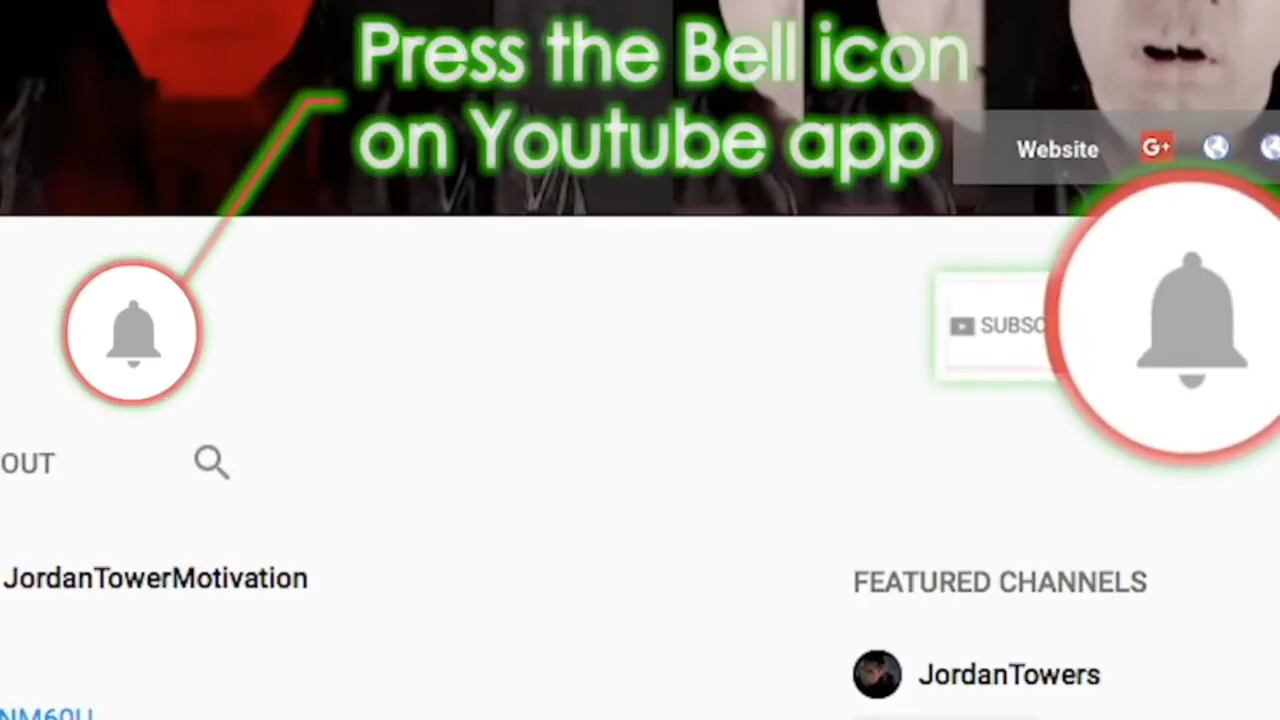 Press the Bell icon
on Youtube app
Website
G+
SUBSC
OUT
JordanTowerMotivation
FEATURED CHANNELS
JordanTowers